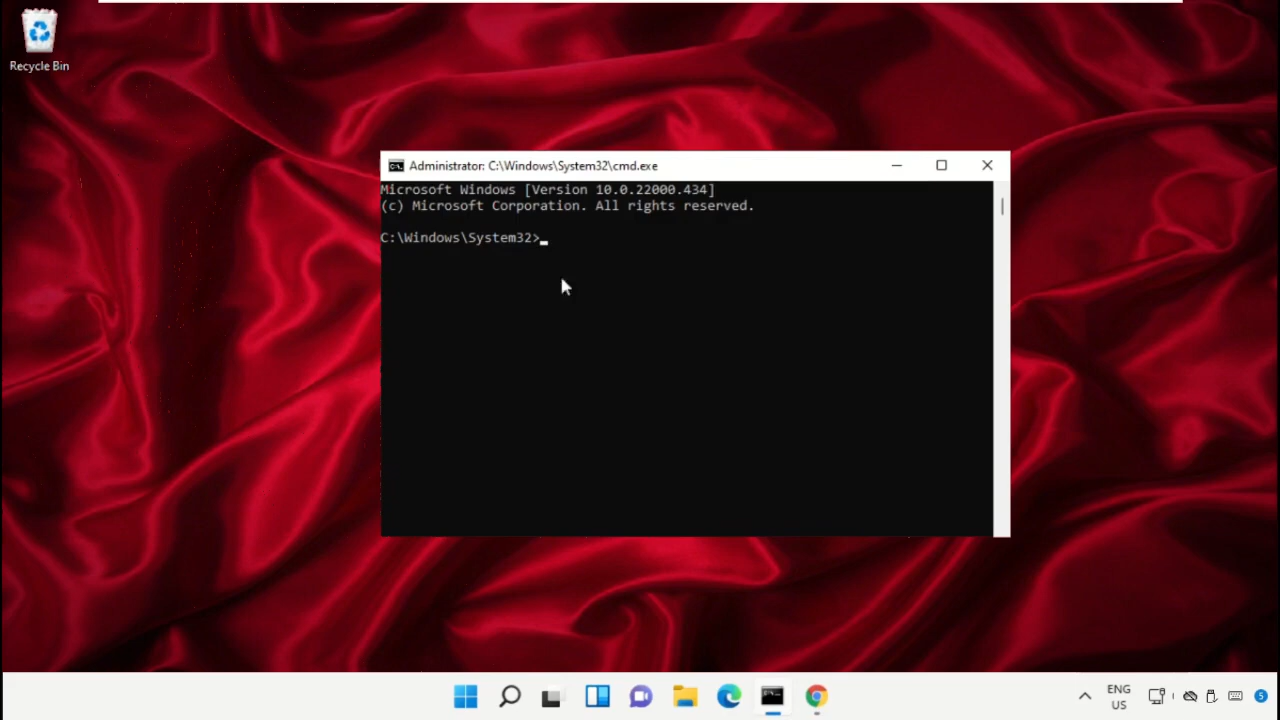 Recycle Bin
Administrator: C:\Windows\System32\cmd.exe
Microsoft Windows [Version 10.0.22000.434]
(c) Microsoft Corporation. All rights reserved.
C:\Windows\System32>
ENG
US
5